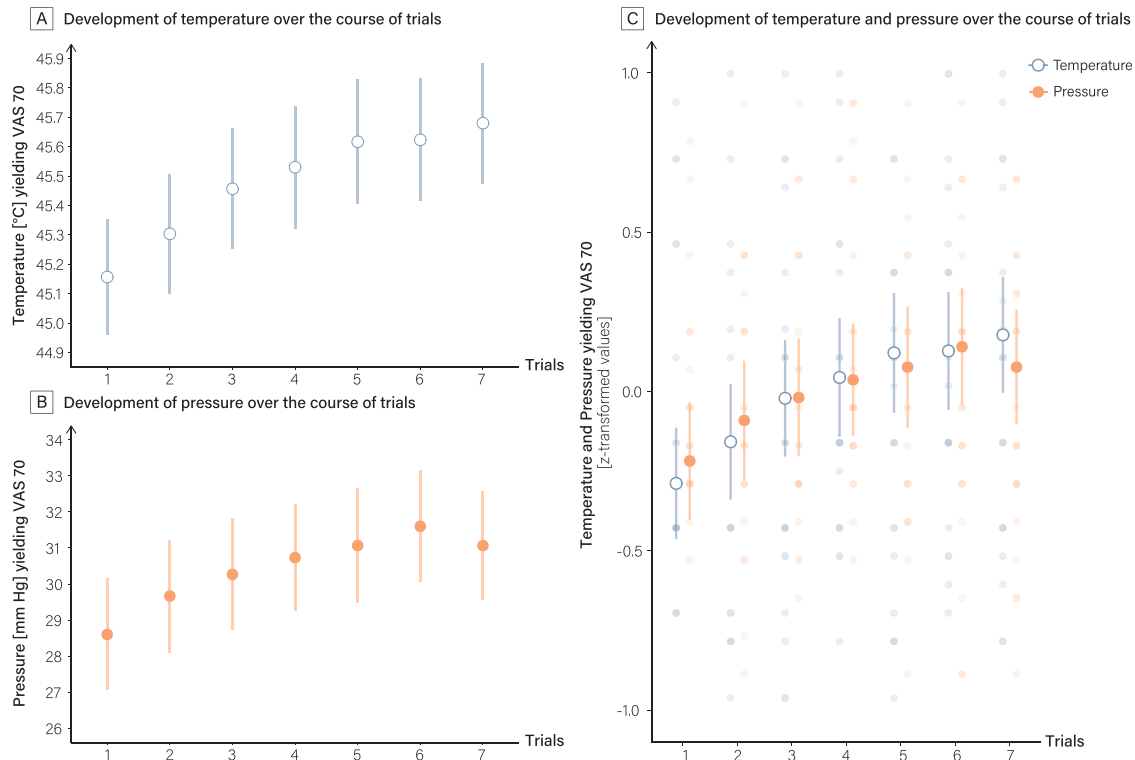 A Development of temperature over the course of trials
Temperature [°C] yielding VAS 70
45.9
45.8
45.7
45.6
45.5
45.4
45.3
45.2
45.1
45.0
44.9
1 2 3 4 5 6 7
Trials
B Development of pressure over the course of trials
Pressure [mm Hg] yielding VAS 70
34
33
32
31
30
29
28
27
26
1 2 3 4 5 6 7
Trials
C Development of temperature and pressure over the course of trials
Temperature
Pressure
Temperature and Pressure yielding VAS 70
[z-transformed values]
1.0
0.5
0.0
-0.5
-1.0
1 2 3 4 5 6 7
Trials